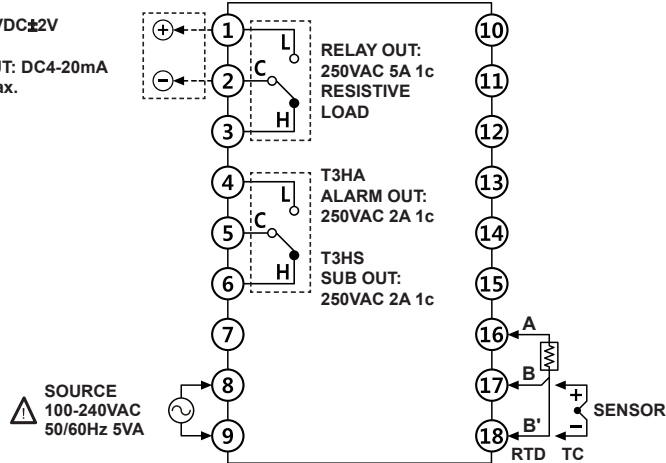 VDC±2V
UT: DC4-20mA
ax.
1
2
3
4
5
6
7
8
9
10
11
12
13
14
15
16
17
18
L
C
H
RELAY OUT:
250VAC 5A 1c
RESISTIVE
LOAD
L
C
H
T3HA
ALARM OUT:
250VAC 2A 1c
T3HS
SUB OUT:
250VAC 2A 1c
SOURCE
100-240VAC
50/60Hz 5VA
A
B
B'
RTD TC
SENSOR
+
−
+
−